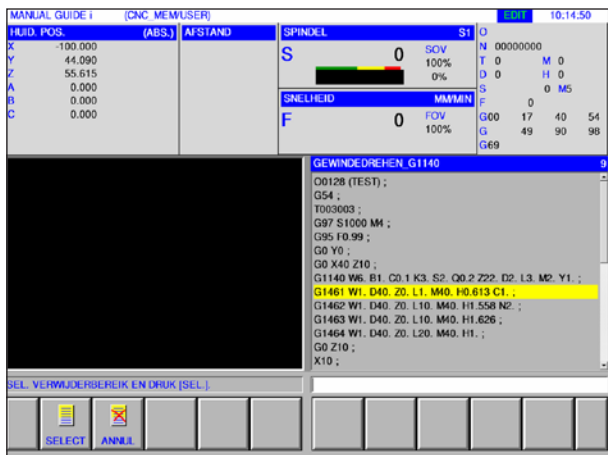 MANUAL GUIDE i (CNC_MEM/USER) EDIT 10:14:50
HUID. POS. (ABS.) AFSTAND SPINDEL S1 O
X -100.000
Y 44.090
Z 55.615
A 0.000
B 0.000
C 0.000
S 0 SOV
100%
0%
SNELHEID MM/MIN
F 0 FOV
100%
N 00000000
T 0 M 0
D 0 H 0
S 0 M5
F 0
G00 17 40 54
G 49 90 98
G69
GEWINDEDREHEN_G1140 9
O0128 (TEST) ;
G54 ;
T003003 ;
G97 S1000 M4 ;
G95 F0.99 ;
G0 Y0 ;
G0 X40 Z10 ;
G1140 W6. B1. C0.1 K3. S2. Q0.2 Z22. D2. L3. M2. Y1. ;
G1461 W1. D40. Z0. L1. M40. H0.613 C1. ;
G1462 W1. D40. Z0. L10. M40. H1.558 N2. ;
G1463 W1. D40. Z0. L10. M40. H1.626 ;
G1464 W1. D40. Z0. L20. M40. H1. ;
G0 Z10 ;
X10 ;
SEL. VERWIJDERBEREIK EN DRUK [SEL.].
SELECT ANNUL